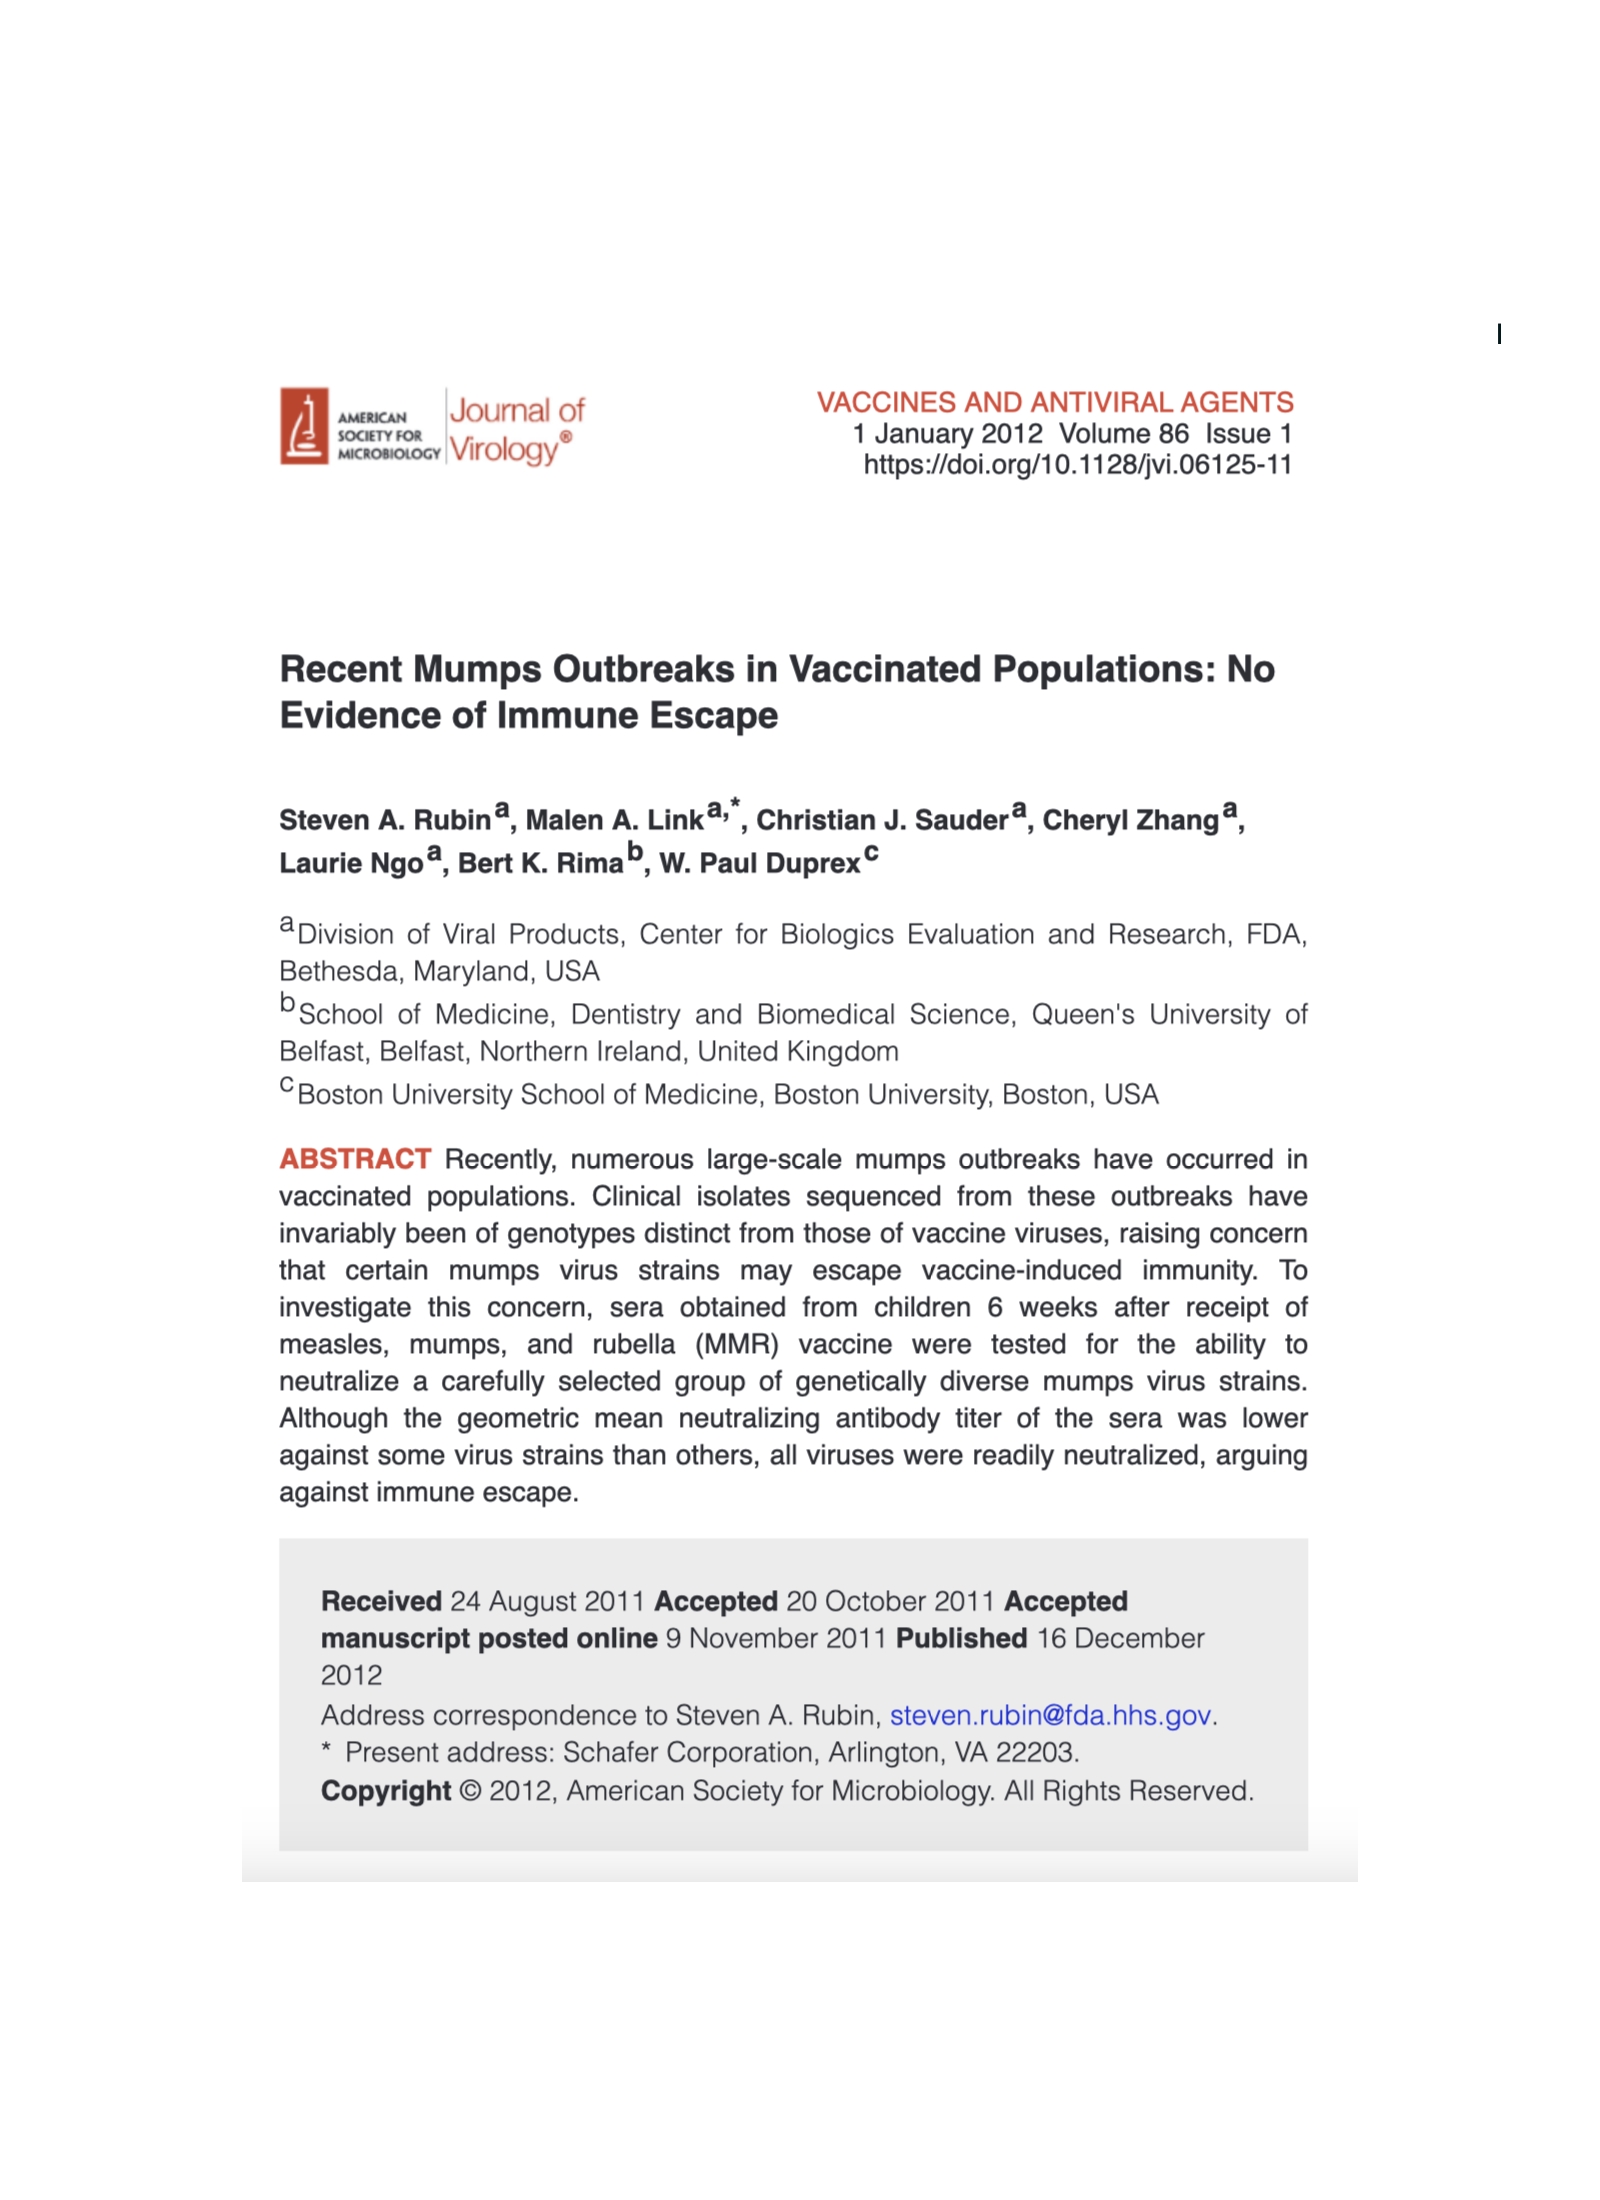 AMERICAN
SOCIETY FOR
MICROBIOLOGY
Journal of
Virology®
VACCINES AND ANTIVIRAL AGENTS
1 January 2012 Volume 86 Issue 1
https://doi.org/10.1128/jvi.06125-11
Recent Mumps Outbreaks in Vaccinated Populations: No
Evidence of Immune Escape
Steven A. Rubin a, Malen A. Link a,*, Christian J. Sauder a, Cheryl Zhang a,
Laurie Ngo a, Bert K. Rima b, W. Paul Duprex c
a Division of Viral Products, Center for Biologics Evaluation and Research, FDA,
Bethesda, Maryland, USA
b School of Medicine, Dentistry and Biomedical Science, Queen's University of
Belfast, Belfast, Northern Ireland, United Kingdom
c Boston University School of Medicine, Boston University, Boston, USA
ABSTRACT Recently, numerous large-scale mumps outbreaks have occurred in
vaccinated populations. Clinical isolates sequenced from these outbreaks have
invariably been of genotypes distinct from those of vaccine viruses, raising concern
that certain mumps virus strains may escape vaccine-induced immunity. To
investigate this concern, sera obtained from children 6 weeks after receipt of
measles, mumps, and rubella (MMR) vaccine were tested for the ability to
neutralize a carefully selected group of genetically diverse mumps virus strains.
Although the geometric mean neutralizing antibody titer of the sera was lower
against some virus strains than others, all viruses were readily neutralized, arguing
against immune escape.
Received 24 August 2011 Accepted 20 October 2011 Accepted
manuscript posted online 9 November 2011 Published 16 December
2012
Address correspondence to Steven A. Rubin, steven.rubin@fda.hhs.gov.
* Present address: Schafer Corporation, Arlington, VA 22203.
Copyright © 2012, American Society for Microbiology. All Rights Reserved.